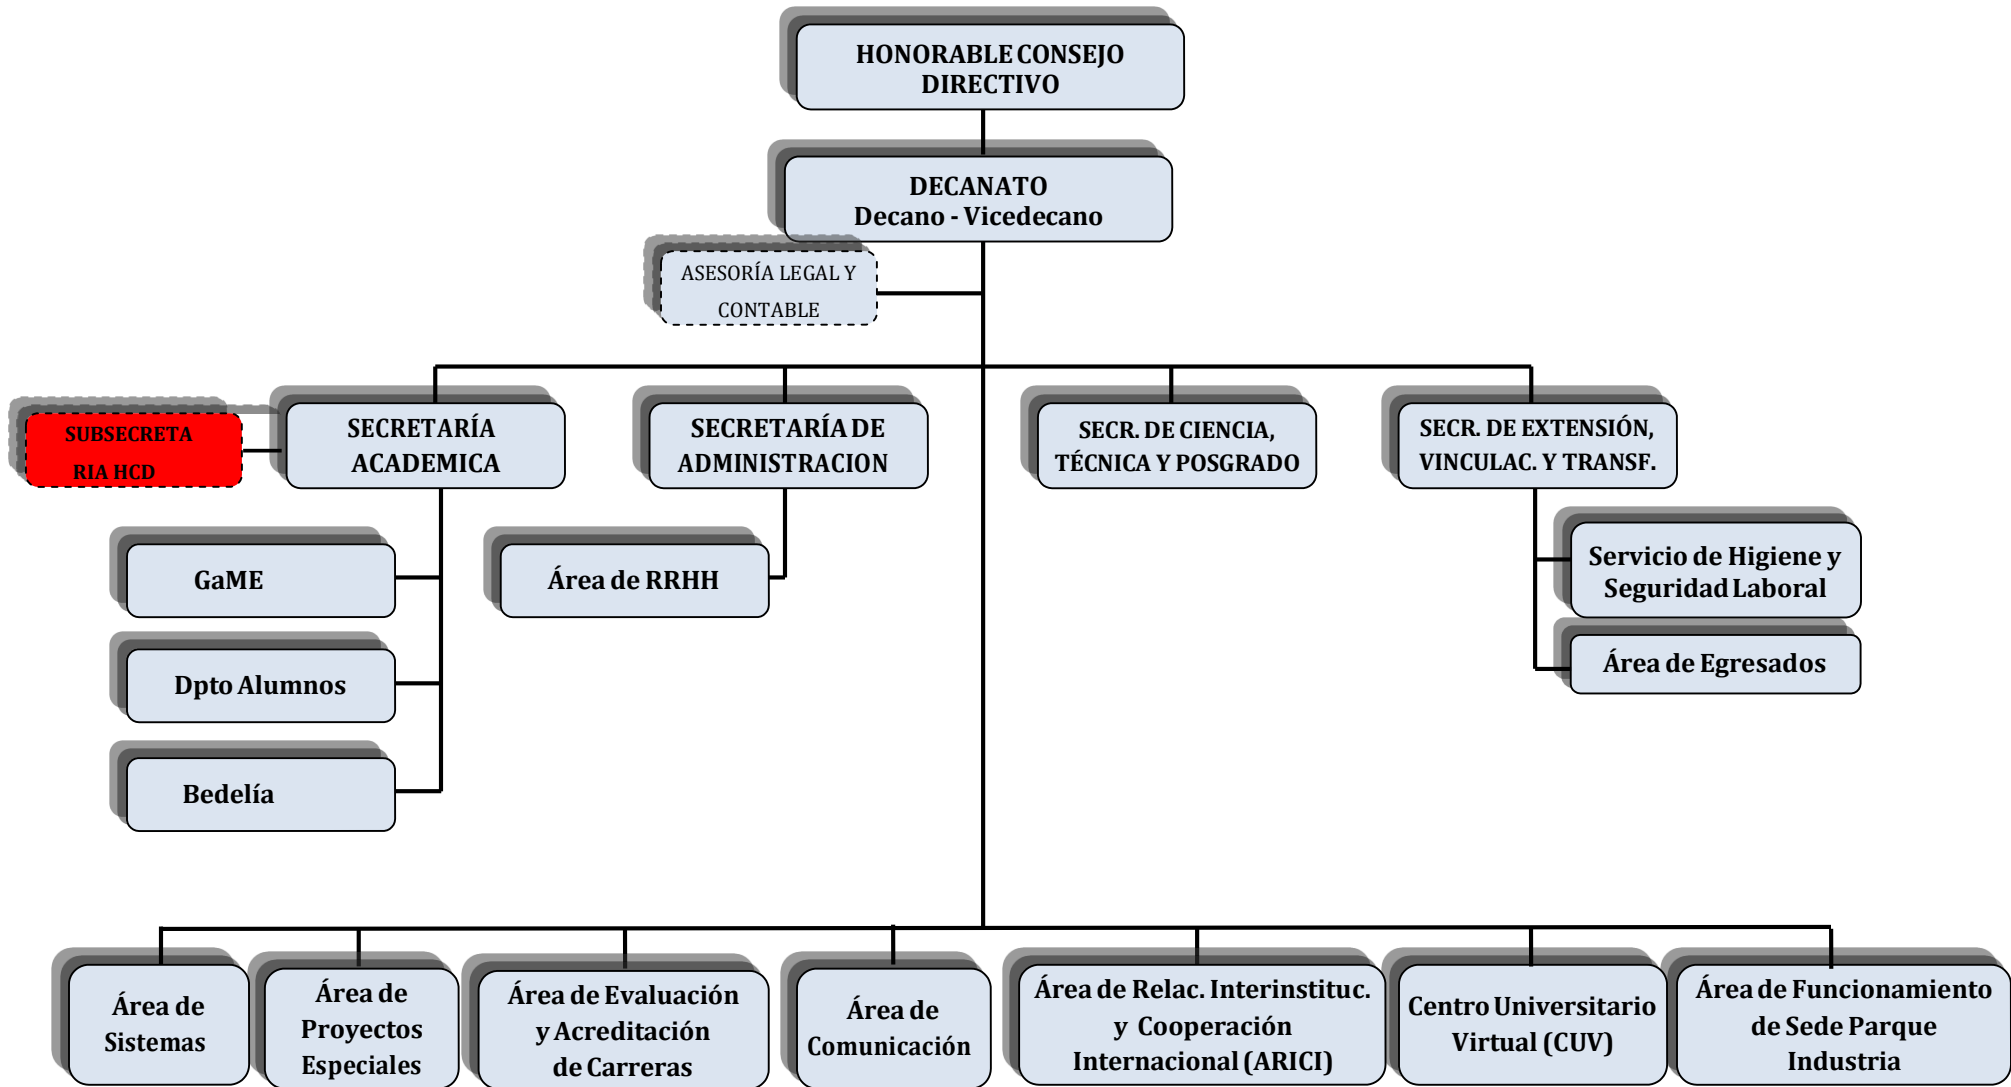 HONORABLE CONSEJO
DIRECTIVO
DECANATO
Decano - Vicedecano
ASESORÍA LEGAL Y
CONTABLE
SUBSECRETA
RIA HCD
SECRETARÍA
ACADEMICA
SECRETARÍA DE
ADMINISTRACION
SECR. DE CIENCIA,
TÉCNICA Y POSGRADO
SECR. DE EXTENSIÓN,
VINCULAC. Y TRANSF.
GaME
Dpto Alumnos
Bedelía
Área de RRHH
Servicio de Higiene y
Seguridad Laboral
Área de Egresados
Área de
Sistemas
Área de
Proyectos
Especiales
Área de Evaluación
y Acreditación
de Carreras
Área de
Comunicación
Área de Relac. Interinstituc.
y Cooperación
Internacional (ARICI)
Centro Universitario
Virtual (CUV)
Área de Funcionamiento
de Sede Parque
Industria